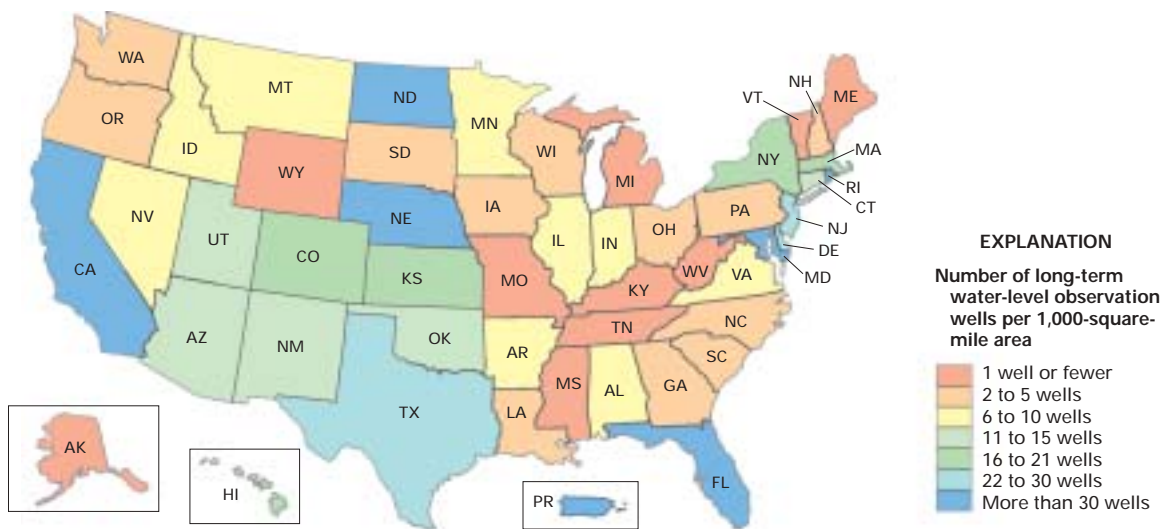 WA
MT
ND
MN
OR
ID
SD
WI
WY
MI
NH
VT
ME
NY
MA
RI
CT
PA
NJ
DE
MD
NV
UT
CO
NE
IA
IL
IN
OH
WV
VA
CA
KS
MO
KY
AZ
NM
OK
AR
TN
NC
SC
TX
LA
MS
AL
GA
FL
AK
HI
PR
EXPLANATION
Number of long-term
water-level observation
wells per 1,000-square-
mile area
1 well or fewer
2 to 5 wells
6 to 10 wells
11 to 15 wells
16 to 21 wells
22 to 30 wells
More than 30 wells